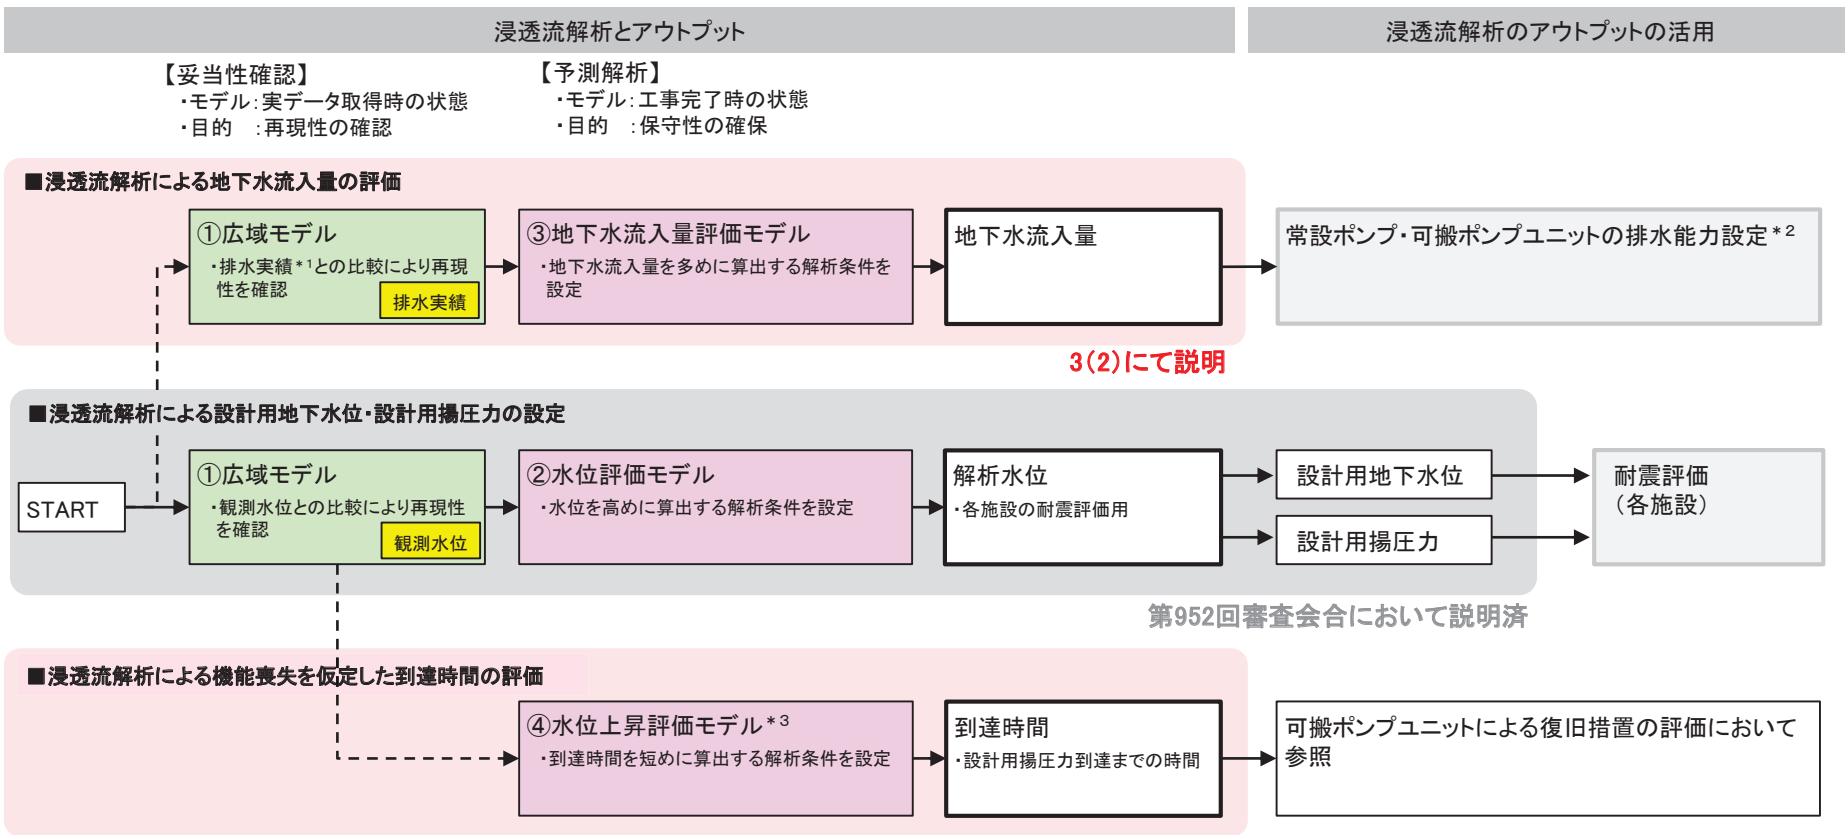 浸透流解析とアウトプット
浸透流解析のアウトプットの活用
【妥当性確認】
・モデル:実データ取得時の状態
・目的　:再現性の確認
【予測解析】
・モデル:工事完了時の状態
・目的　:保守性の確保
■浸透流解析による地下水流入量の評価
①広域モデル
・排水実績*1との比較により再現
性を確認
排水実績
③地下水流入量評価モデル
・地下水流入量を多めに算出する解析条件を
設定
地下水流入量
常設ポンプ・可搬ポンプユニットの排水能力設定*2
3(2)にて説明
■浸透流解析による設計用地下水位・設計用揚圧力の設定
START
①広域モデル
・観測水位との比較により再現性
を確認
観測水位
②水位評価モデル
・水位を高めに算出する解析条件を設定
解析水位
・各施設の耐震評価用
設計用地下水位
設計用揚圧力
耐震評価
（各施設）
第952回審査会合において説明済
■浸透流解析による機能喪失を仮定した到達時間の評価
④水位上昇評価モデル*3
・到達時間を短めに算出する解析条件を設定
到達時間
・設計用揚圧力到達までの時間
可搬ポンプユニットによる復旧措置の評価において
参照